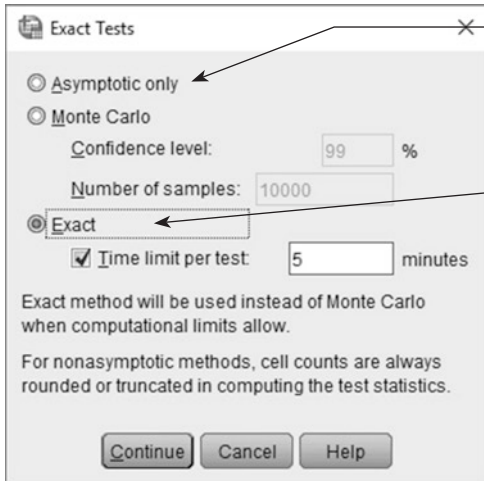 Exact Tests
Asymptotic only
Monte Carlo
Confidence level: 99 %
Number of samples: 10000
Exact
Time limit per test: 5 minutes
Exact method will be used instead of Monte Carlo
when computational limits allow.
For nonasymptotic methods, cell counts are always
rounded or truncated in computing the test statistics.
Continue Cancel Help